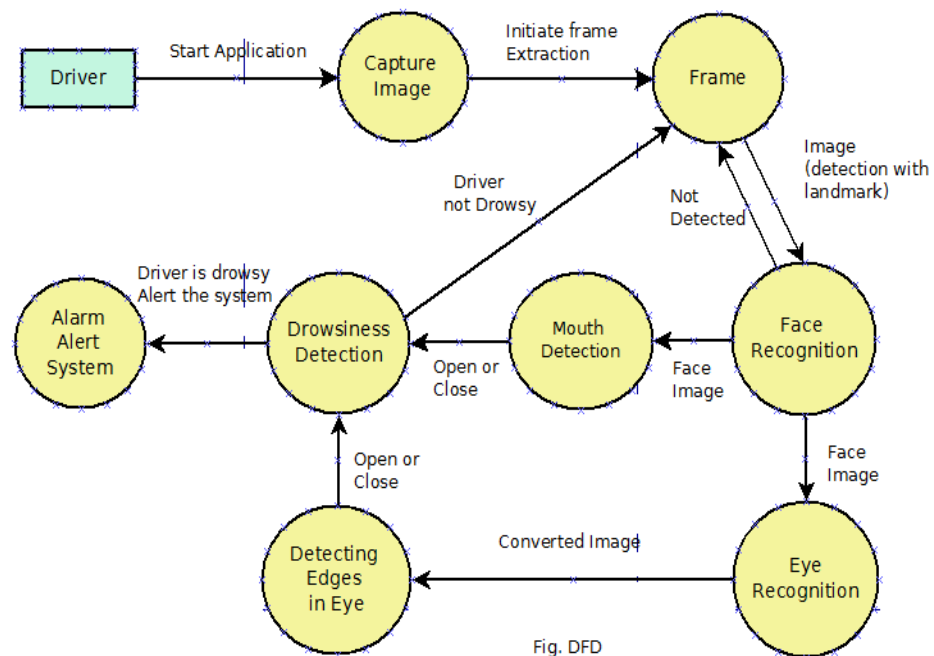 Driver
Start Application
Capture
Image
Initiate frame
Extraction
Frame
Image
(detection with
landmark)
Not
Detected
Driver
not Drowsy
Driver is drowsy
Alert the system
Alarm
Alert
System
Drowsiness
Detection
Open or
Close
Mouth
Detection
Face
Image
Face
Recognition
Face
Image
Open or
Close
Detecting
Edges
in Eye
Converted Image
Eye
Recognition
Fig. DFD